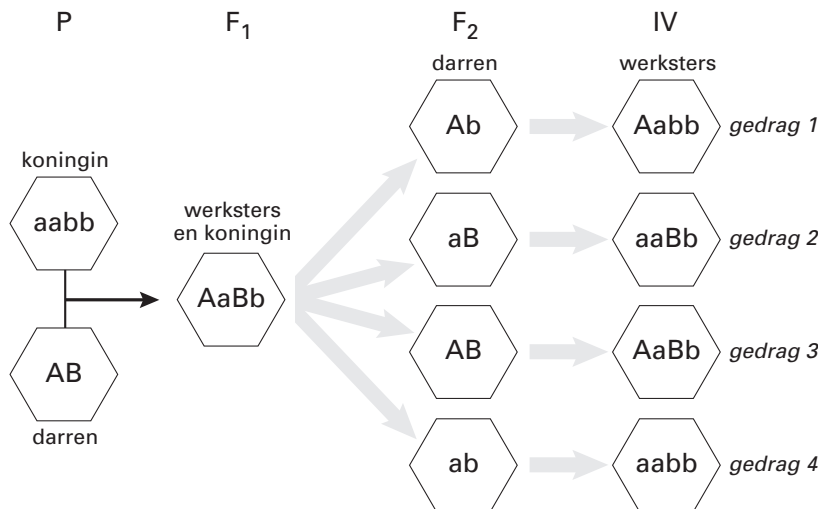 P
F₁
F₂
IV
darren
werksters
Ab
Aabb
gedrag 1
koningin
aabb
werksters
en koningin
aB
aaBb
gedrag 2
AaBb
AB
darren
AB
AaBb
gedrag 3
ab
aabb
gedrag 4